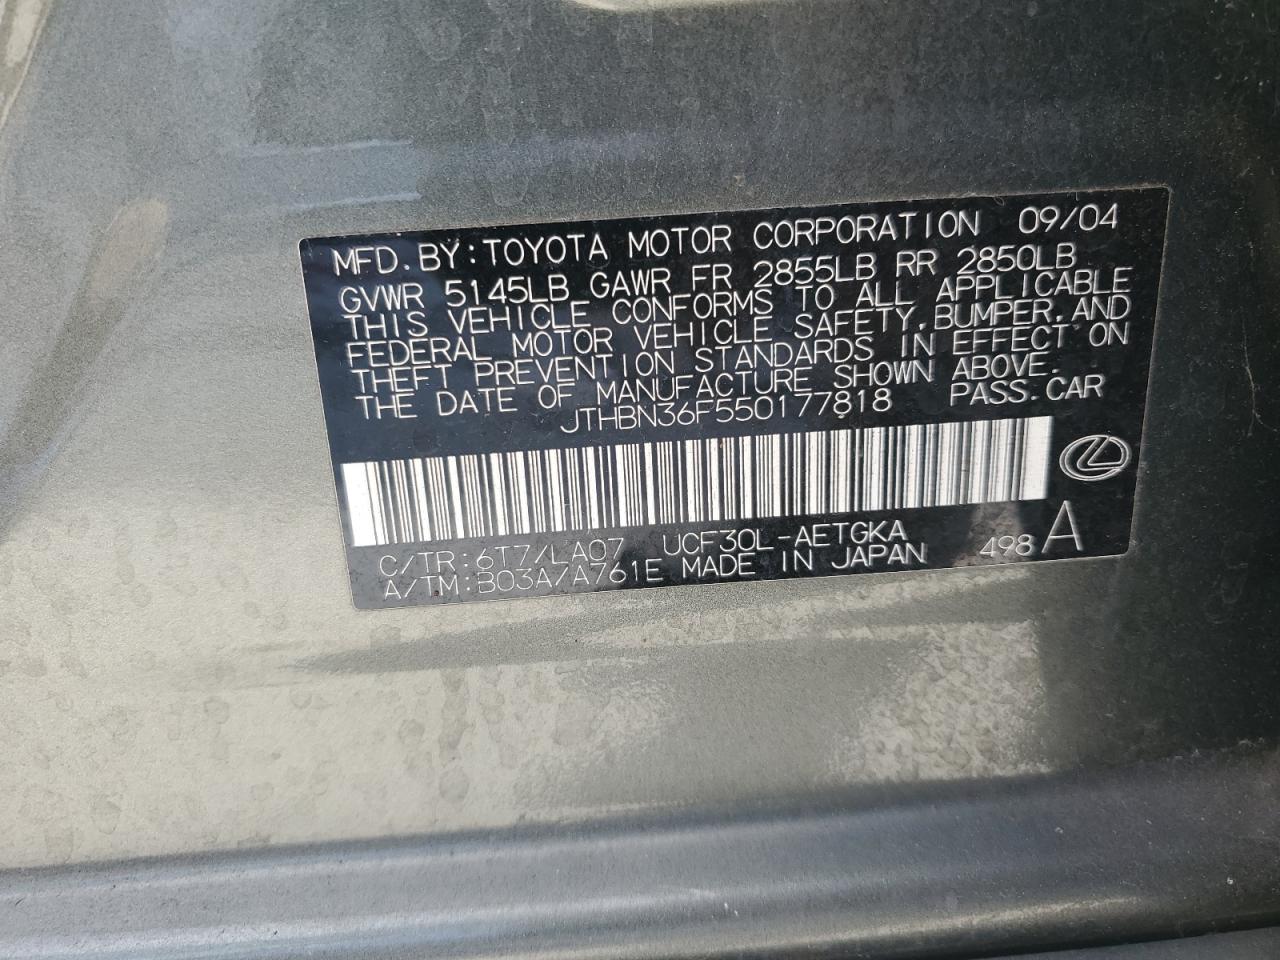 MFD. BY: TOYOTA MOTOR CORPORATION 09/04
GVWR 5145LB GAWR FR 2855LB RR 2850LB
THIS VEHICLE CONFORMS TO ALL APPLICABLE
FEDERAL MOTOR VEHICLE SAFETY, BUMPER, AND
THEFT PREVENTION STANDARDS IN EFFECT ON
THE DATE OF MANUFACTURE SHOWN ABOVE.
JTHBN36F550177818 PASS. CAR
C/TR: 6T7/LA07 UCF30L-AETGKA
A/TM: B03A/A761E MADE IN JAPAN 498 A